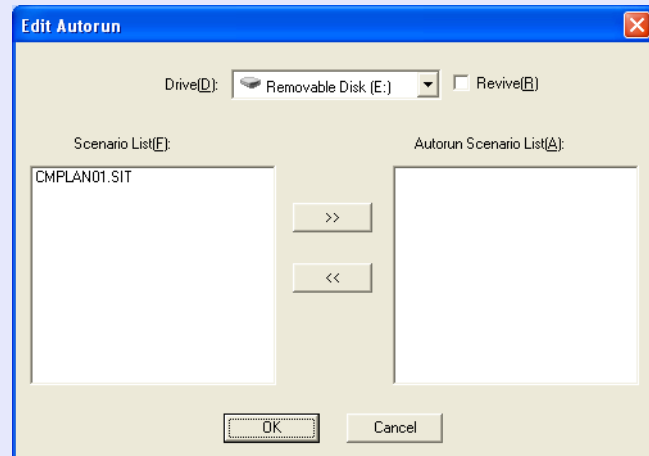 Edit Autorun
Drive(D): Removable Disk (E:) Revive(R)
Scenario List(F): Autorun Scenario List(A):
CMPLAN01.SIT
>>
<<
OK Cancel